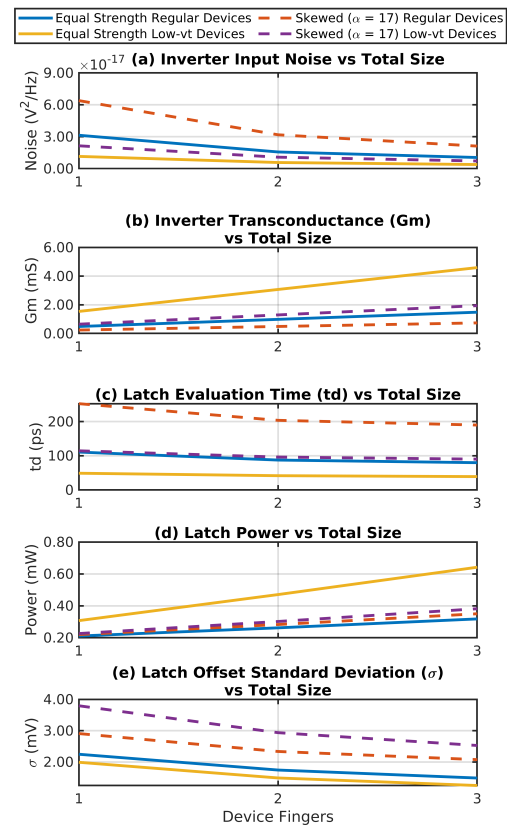 Equal Strength Regular Devices
Skewed (α = 17) Regular Devices
Equal Strength Low-vt Devices
Skewed (α = 17) Low-vt Devices
×10⁻¹⁷
(a) Inverter Input Noise vs Total Size
Noise (V²/Hz)
9.00
6.00
3.00
0.00
1
2
3
(b) Inverter Transconductance (Gm)
vs Total Size
Gm (mS)
6.00
4.00
2.00
0.00
1
2
3
(c) Latch Evaluation Time (td) vs Total Size
td (ps)
200
100
0
1
2
3
(d) Latch Power vs Total Size
Power (mW)
0.80
0.60
0.40
0.20
1
2
3
(e) Latch Offset Standard Deviation (σ)
vs Total Size
σ (mV)
4.00
3.00
2.00
1
2
3
Device Fingers